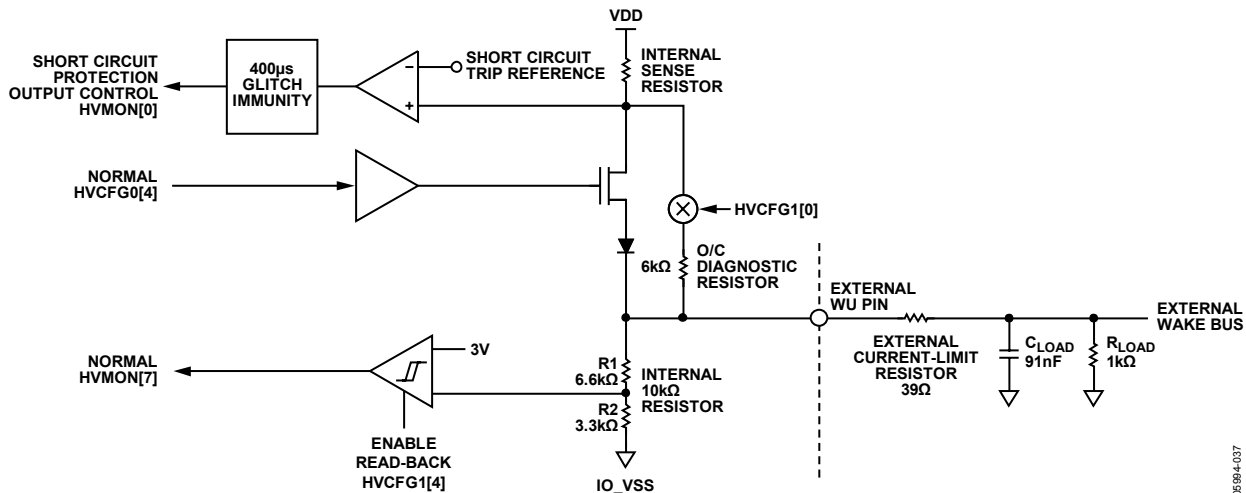 VDD
SHORT CIRCUIT
PROTECTION
OUTPUT CONTROL
HVMON[0]
400µs
GLITCH
IMMUNITY
–
+
SHORT CIRCUIT
TRIP REFERENCE
INTERNAL
SENSE
RESISTOR
NORMAL
HVCFG0[4]
HVCFG1[0]
6kΩ
O/C
DIAGNOSTIC
RESISTOR
EXTERNAL
WU PIN
EXTERNAL
WAKE BUS
EXTERNAL
CURRENT-LIMIT
RESISTOR
39Ω
CLOAD
91nF
RLOAD
1kΩ
NORMAL
HVMON[7]
3V
R1
6.6kΩ
INTERNAL
10kΩ
RESISTOR
R2
3.3kΩ
ENABLE
READ-BACK
HVCFG1[4]
IO_VSS
05994-037